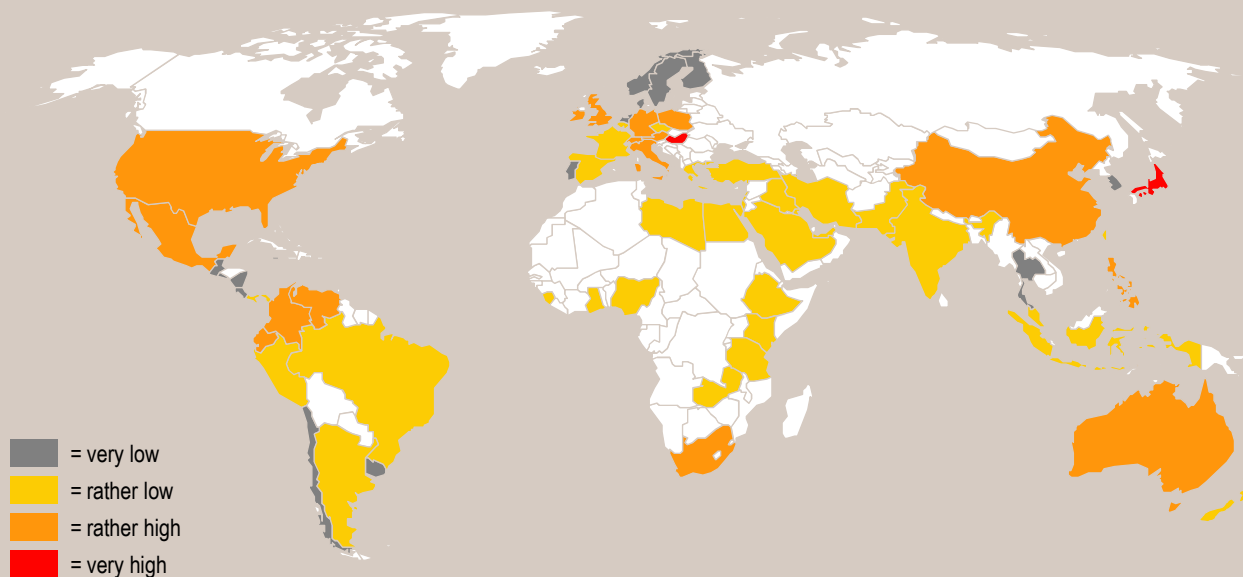 = very low
= rather low
= rather high
= very high